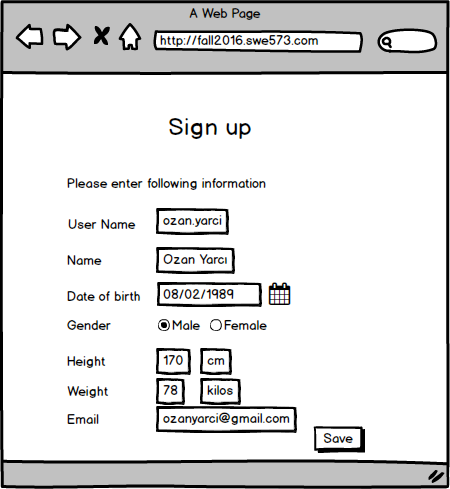 A Web Page
http://fall2016.swe573.com
Sign up
Please enter following information
User Name ozan.yarci
Name Ozan Yarcı
Date of birth 08/02/1989
Gender Male Female
Height 170 cm
Weight 78 kilos
Email ozanyarci@gmail.com
Save